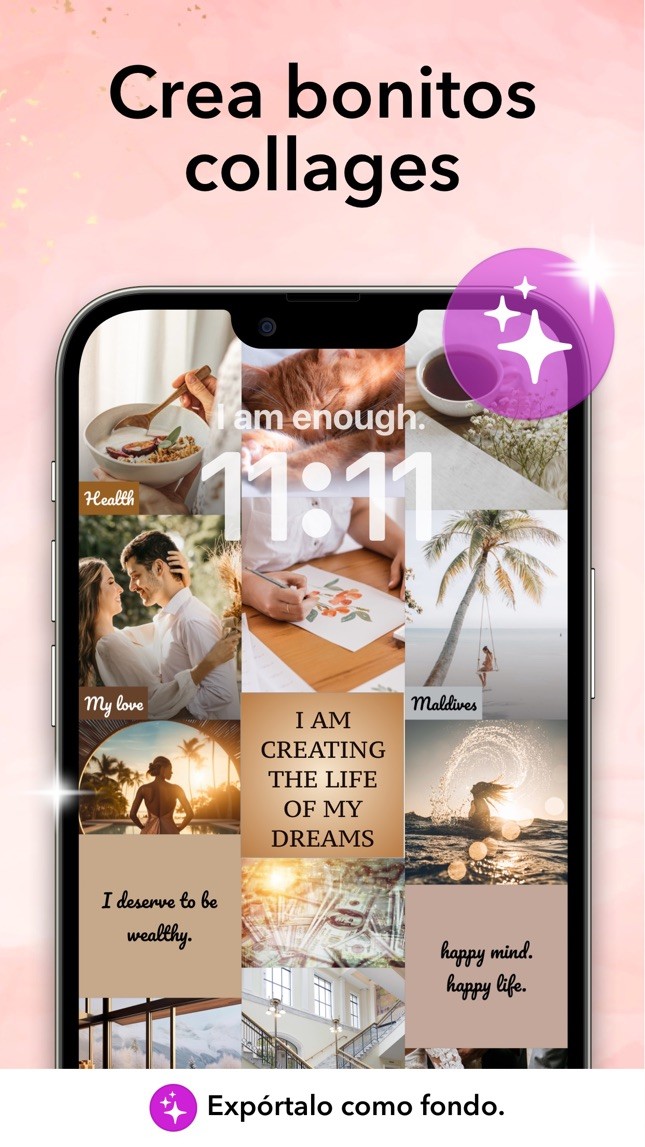 Crea bonitos
collages
I am enough.
11:11
Health
My love
Maldives
I AM
CREATING
THE LIFE
OF MY
DREAMS
I deserve to be
wealthy.
happy mind.
happy life.
Expórtalo como fondo.